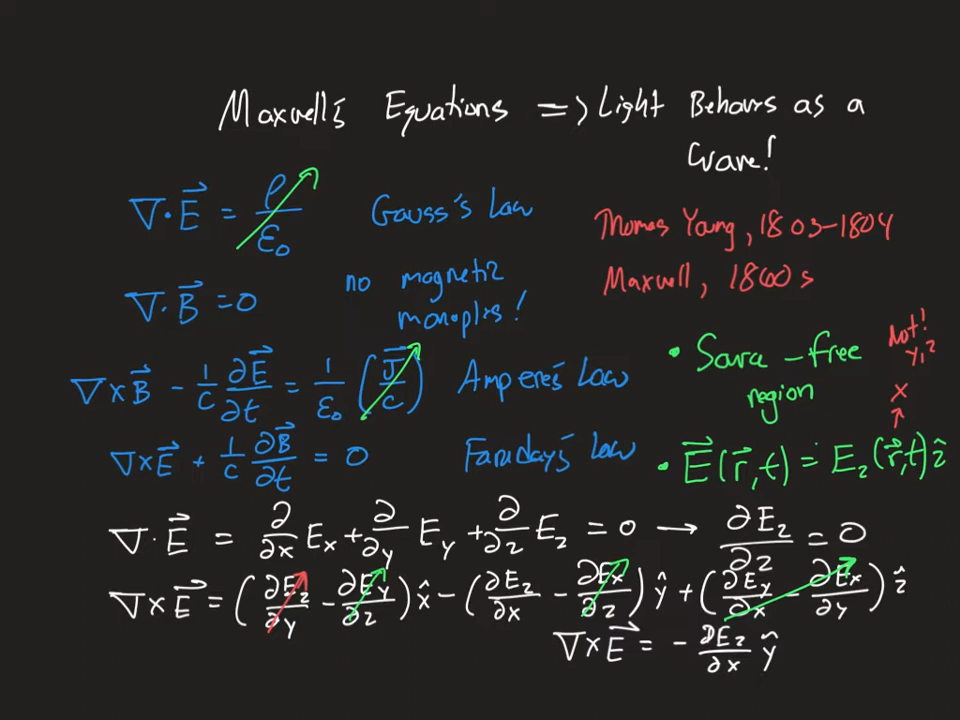 Maxwell's Equations => Light Behaves as a
Wave!
∇·E⃗ = ρ/ε₀ Gauss's Law
Thomas Young, 1803-1804
∇·B⃗ = 0 no magnetic
monoples!
Maxwell, 1860s
• Source-free
region
not!
y,z
x
↑
∇×B⃗ - 1/c ∂E⃗/∂t = 1/ε₀ (J⃗/c) Ampere's Law
∇×E⃗ + 1/c ∂B⃗/∂t = 0 Faraday's Law
• E⃗(r⃗,t) = E_z(r⃗,t)ẑ
∇·E⃗ = ∂/∂x E_x + ∂/∂y E_y + ∂/∂z E_z = 0 → ∂E_z/∂z = 0
∇×E⃗ = (∂E_z/∂y - ∂E_y/∂z)x̂ - (∂E_z/∂x - ∂E_x/∂z)ŷ + (∂E_y/∂x - ∂E_x/∂y)ẑ
∇×E⃗ = - ∂E_z/∂x ŷ